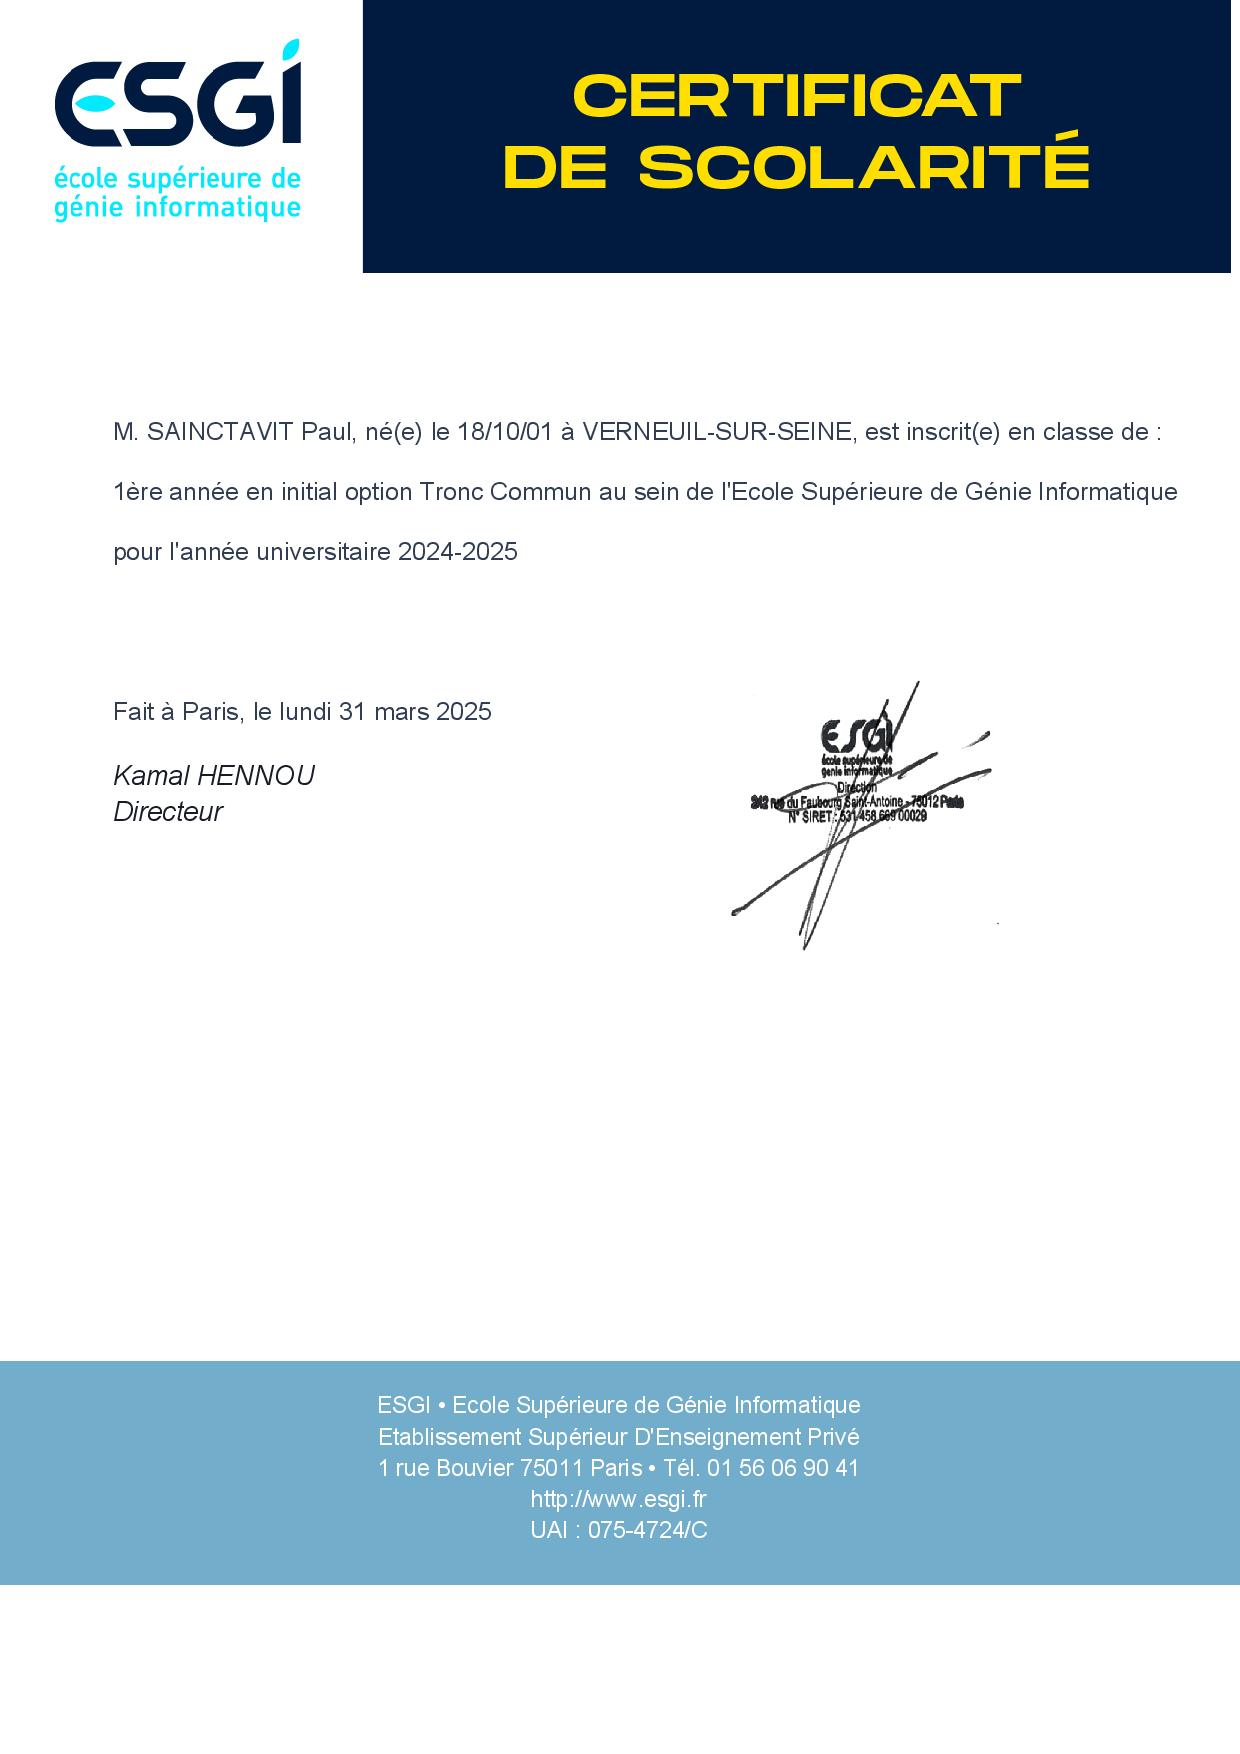 ESGI
école supérieure de
génie informatique
CERTIFICAT
DE SCOLARITÉ
M. SAINCTAVIT Paul, né(e) le 18/10/01 à VERNEUIL-SUR-SEINE, est inscrit(e) en classe de :
1ère année en initial option Tronc Commun au sein de l'Ecole Supérieure de Génie Informatique
pour l'année universitaire 2024-2025
Fait à Paris, le lundi 31 mars 2025
Kamal HENNOU
Directeur
ESGI
école supérieure de
génie informatique
Direction
242 rue du Faubourg Saint-Antoine - 75012 Paris
N° SIRET : 531 458 669 00029
ESGI • Ecole Supérieure de Génie Informatique
Etablissement Supérieur D'Enseignement Privé
1 rue Bouvier 75011 Paris • Tél. 01 56 06 90 41
http://www.esgi.fr
UAI : 075-4724/C